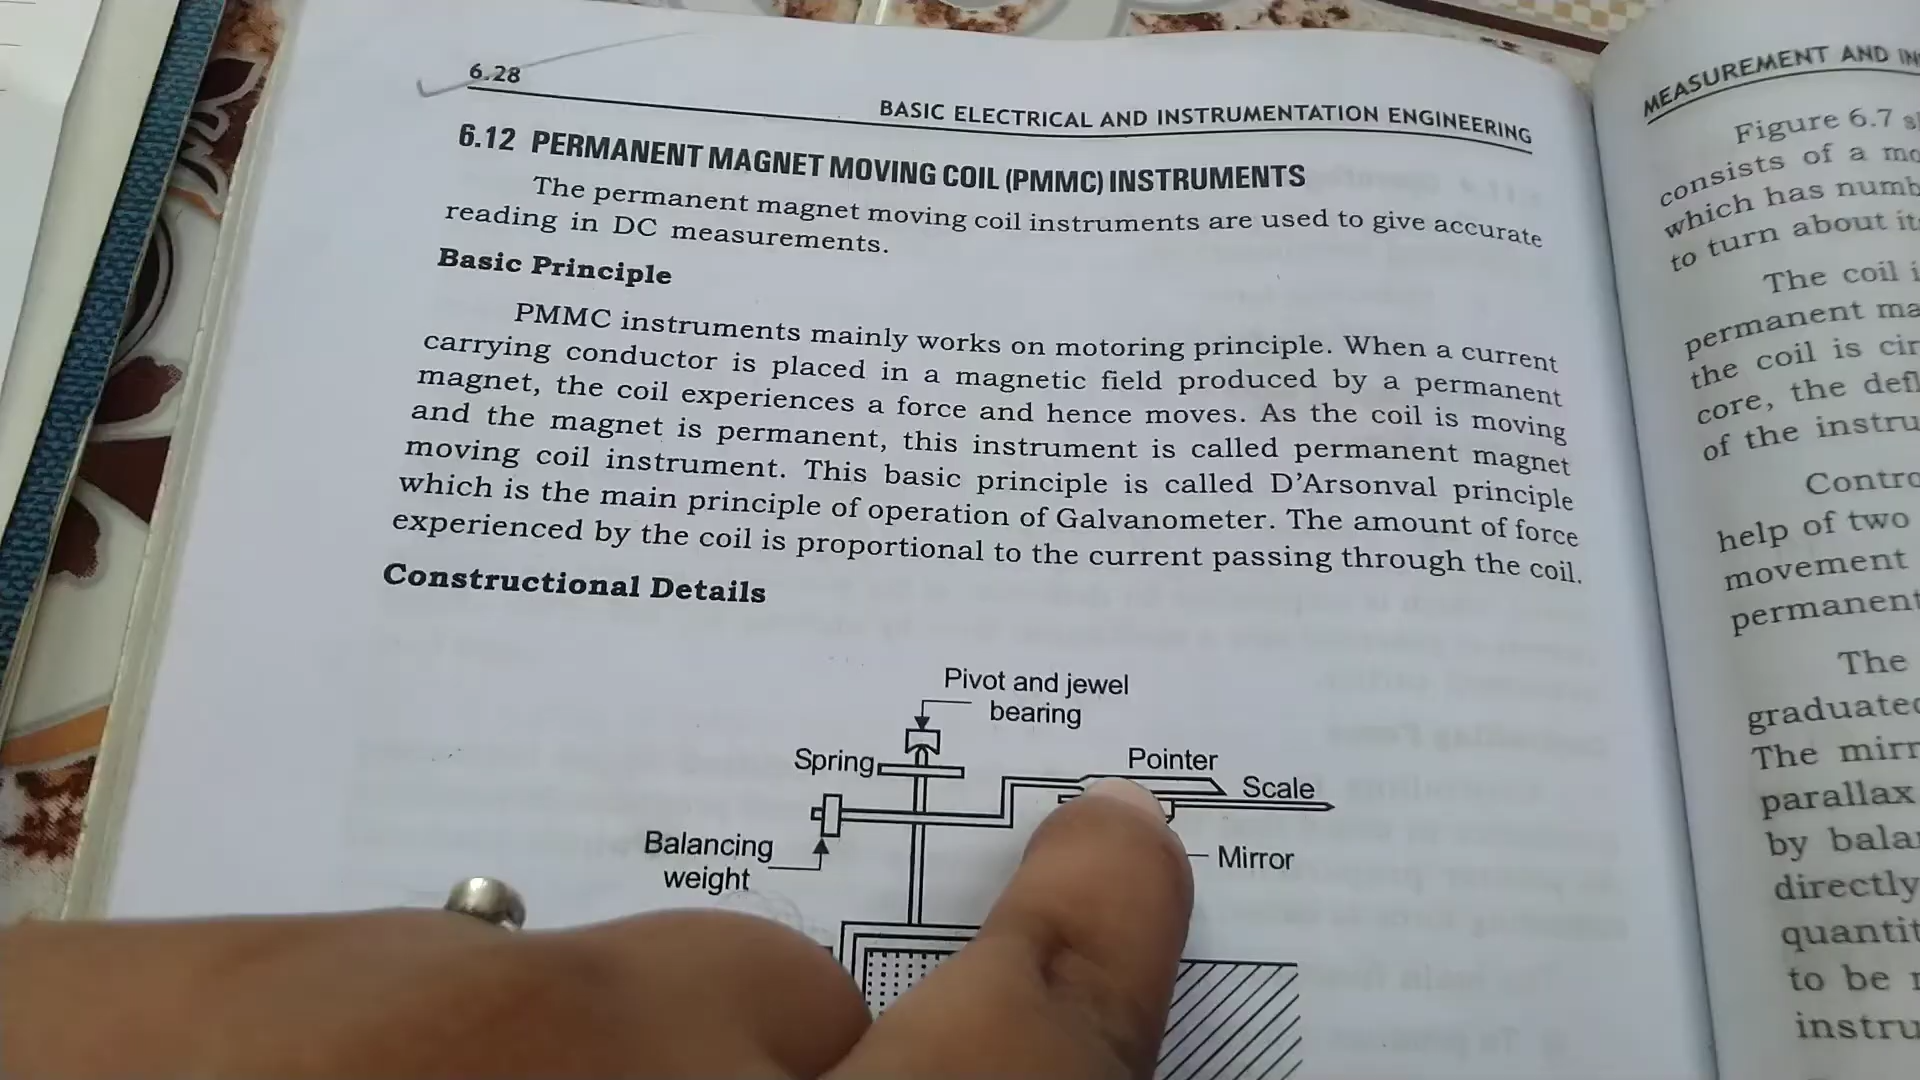 6.28
BASIC ELECTRICAL AND INSTRUMENTATION ENGINEERING
6.12 PERMANENT MAGNET MOVING COIL (PMMC) INSTRUMENTS
The permanent magnet moving coil instruments are used to give accurate
reading in DC measurements.
Basic Principle
PMMC instruments mainly works on motoring principle. When a current
carrying conductor is placed in a magnetic field produced by a permanent
magnet, the coil experiences a force and hence moves. As the coil is moving
and the magnet is permanent, this instrument is called permanent magnet
moving coil instrument. This basic principle is called D'Arsonval principle
which is the main principle of operation of Galvanometer. The amount of force
experienced by the coil is proportional to the current passing through the coil.
Constructional Details
Pivot and jewel
bearing
Spring
Pointer
Scale
Balancing
weight
Mirror
MEASUREMENT AND
Figure 6.7
consists of a
which has
to turn about
The coil
permanent
the coil is
core, the
of the
help of two
movement
permanent
The
The
parallax
by
directly
to be